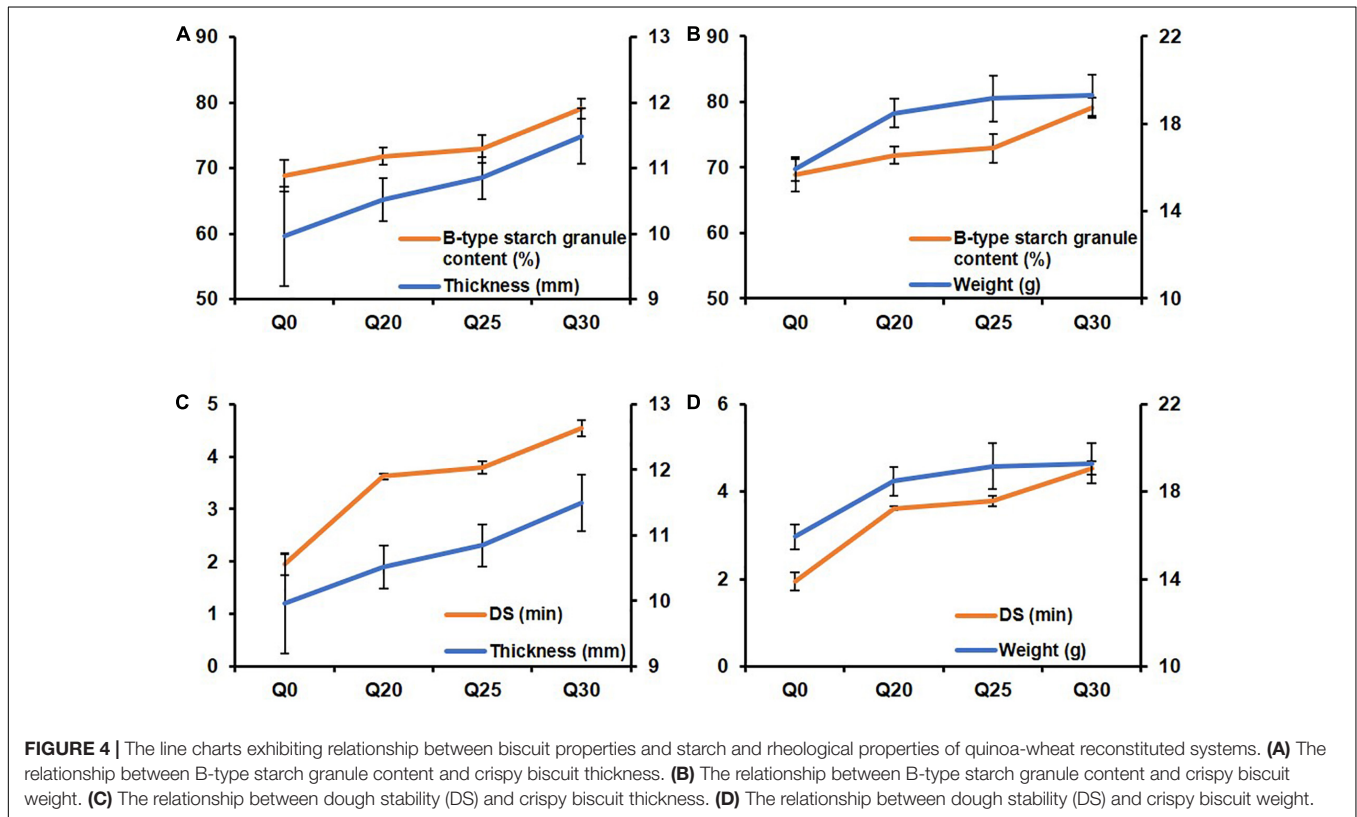 A
90
80
70
60
50
13
12
11
10
9
B-type starch granule
content (%)
Thickness (mm)
Q0 Q20 Q25 Q30
B
90
80
70
60
50
22
18
14
10
B-type starch granule
content (%)
Weight (g)
Q0 Q20 Q25 Q30
C
5
4
3
2
1
0
13
12
11
10
9
DS (min)
Thickness (mm)
Q0 Q20 Q25 Q30
D
6
4
2
0
22
18
14
10
DS (min)
Weight (g)
Q0 Q20 Q25 Q30
FIGURE 4 | The line charts exhibiting relationship between biscuit properties and starch and rheological properties of quinoa-wheat reconstituted systems. (A) The
relationship between B-type starch granule content and crispy biscuit thickness. (B) The relationship between B-type starch granule content and crispy biscuit
weight. (C) The relationship between dough stability (DS) and crispy biscuit thickness. (D) The relationship between dough stability (DS) and crispy biscuit weight.